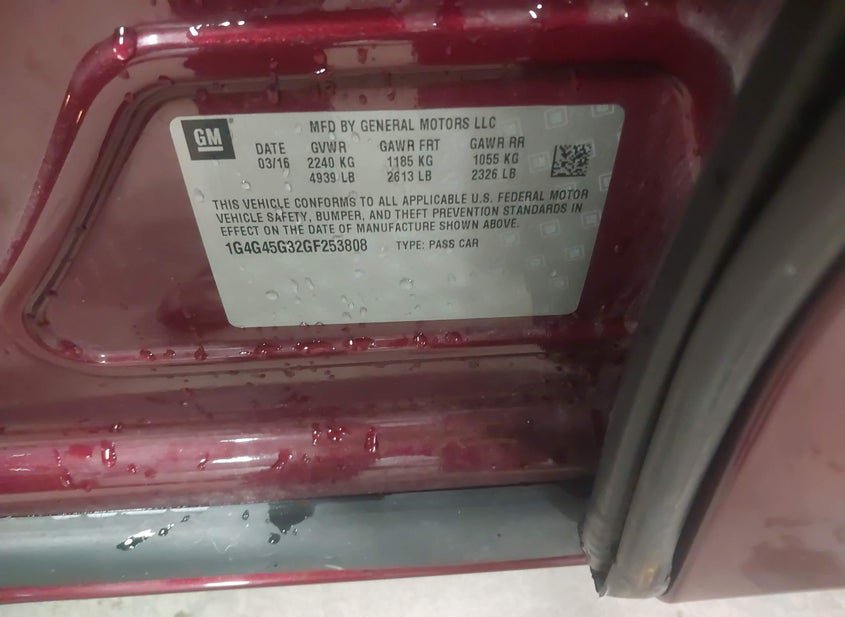 GM
MFD BY GENERAL MOTORS LLC
DATE GVWR GAWR FRT GAWR RR
03/16 2240 KG 1185 KG 1055 KG
4939 LB 2613 LB 2326 LB
THIS VEHICLE CONFORMS TO ALL APPLICABLE U.S. FEDERAL MOTOR
VEHICLE SAFETY, BUMPER, AND THEFT PREVENTION STANDARDS IN
EFFECT ON THE DATE OF MANUFACTURE SHOWN ABOVE.
1G4G45G32GF253808 TYPE: PASS CAR